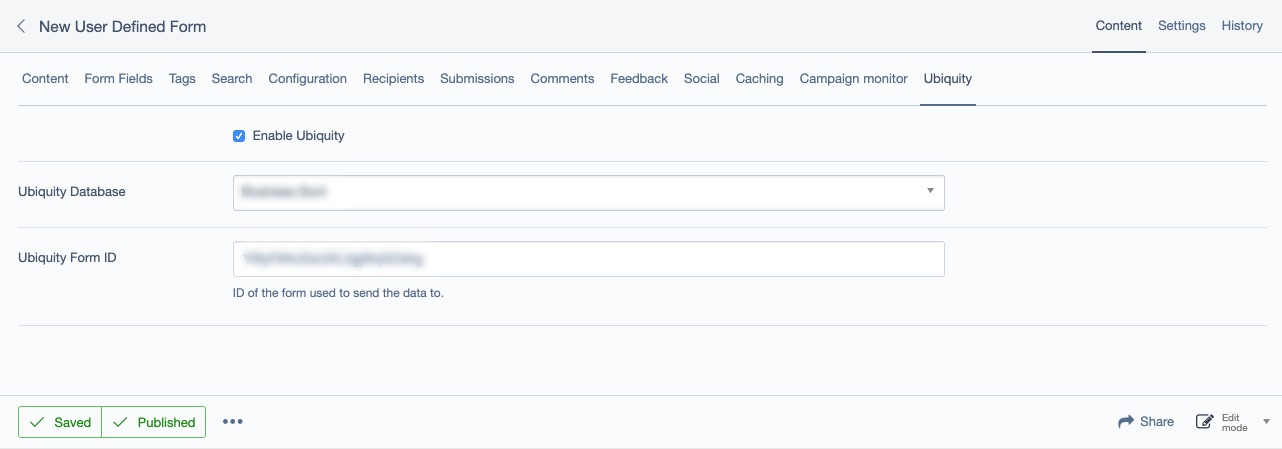 New User Defined Form
Content Settings History
Content Form Fields Tags Search Configuration Recipients Submissions Comments Feedback Social Caching Campaign monitor Ubiquity
Enable Ubiquity
Ubiquity Database
Ubiquity Form ID
ID of the form used to send the data to.
Saved Published Share Edit
mode